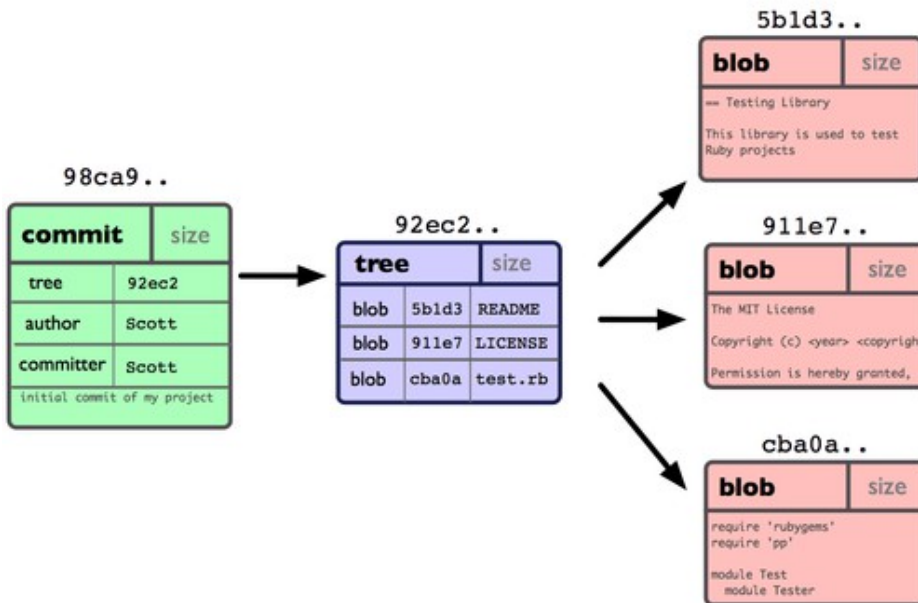 98ca9..
commit size
tree 92ec2
author Scott
committer Scott
initial commit of my project
92ec2..
tree size
blob 5b1d3 README
blob 911e7 LICENSE
blob cba0a test.rb
5b1d3..
blob size
== Testing Library
This library is used to test
Ruby projects
911e7..
blob size
The MIT License
Copyright (c) <year> <copyright
Permission is hereby granted,
cba0a..
blob size
require 'rubygems'
require 'pp'
module Test
module Tester